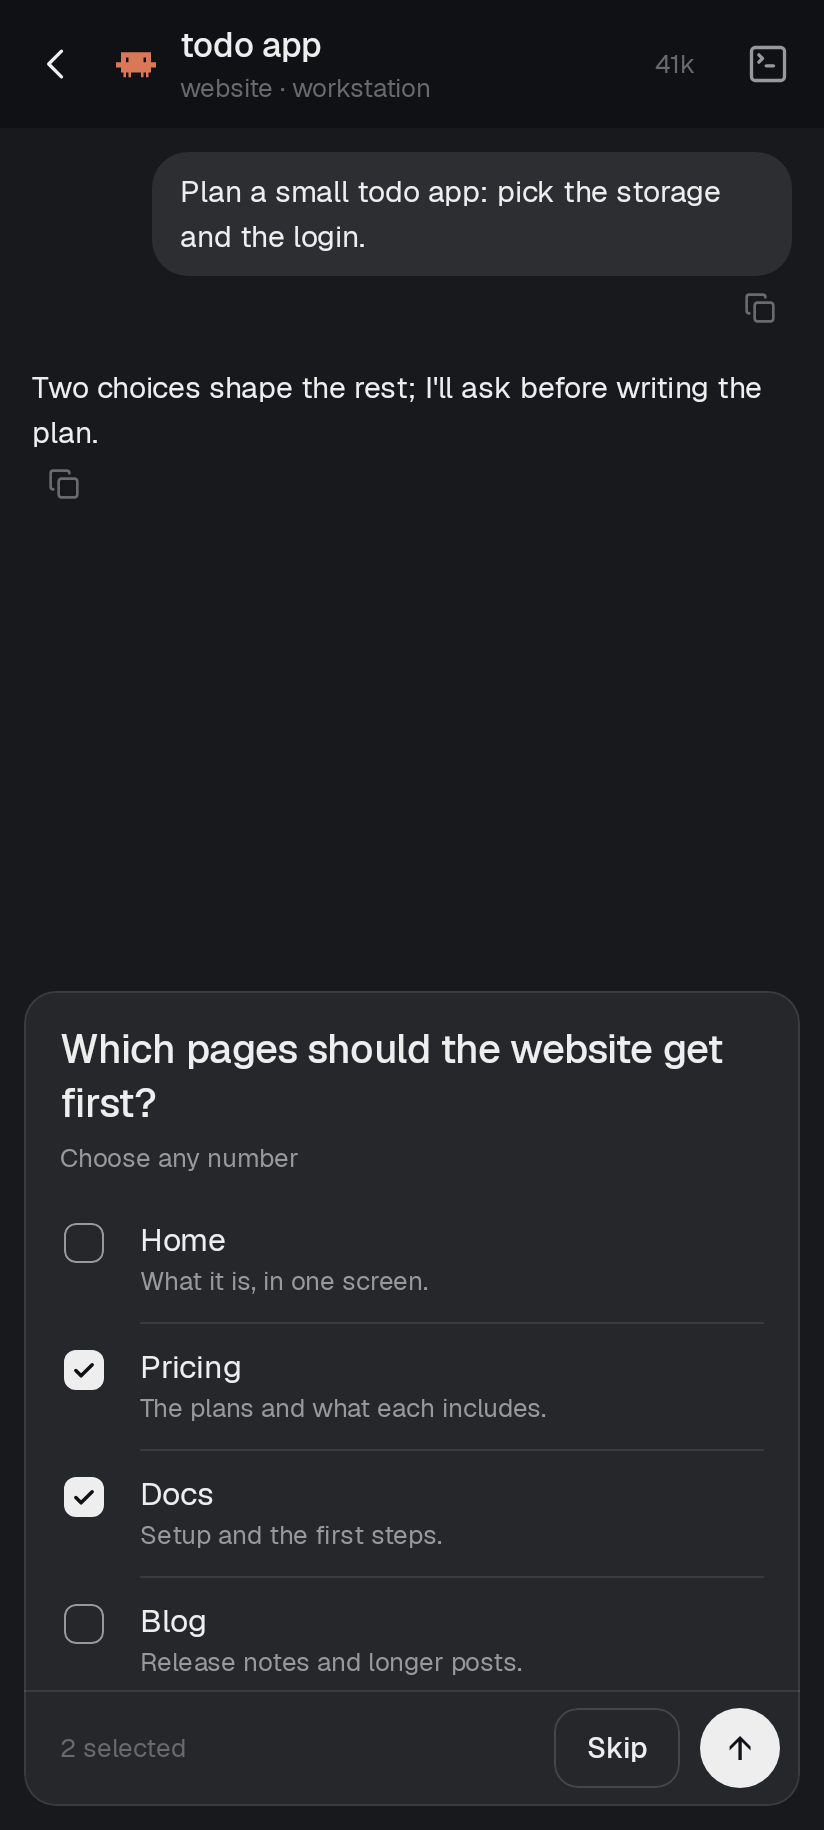 todo app
website · workstation
41k
Plan a small todo app: pick the storage
and the login.
Two choices shape the rest; I'll ask before writing the
plan.
Which pages should the website get
first?
Choose any number
Home
What it is, in one screen.
Pricing
The plans and what each includes.
Docs
Setup and the first steps.
Blog
Release notes and longer posts.
2 selected
Skip